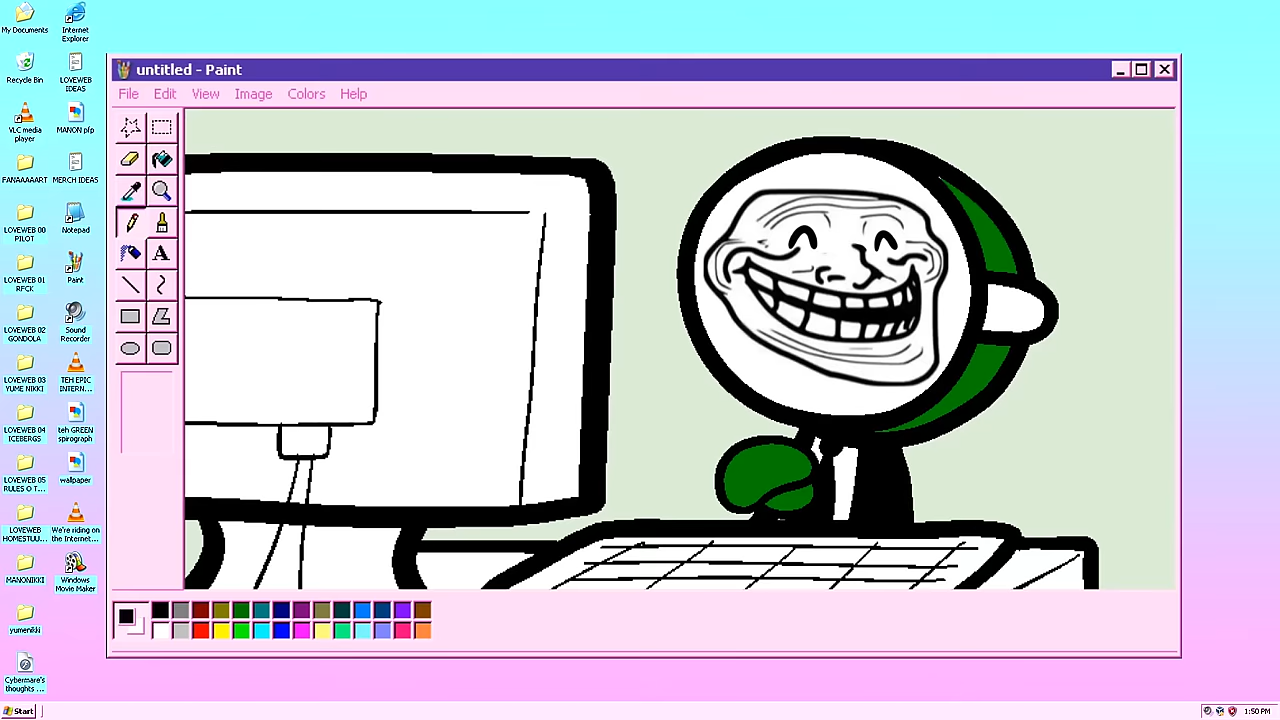 My Documents
Internet
Explorer
Recycle Bin
LOVEWEB
IDEAS
VLC media
player
MANON pfp
FANAAAAART
MERCH IDEAS
LOVEWEB 00
PILOT
Notepad
LOVEWEB 01
RFCK
Paint
LOVEWEB 02
GONDOLA
Sound
Recorder
LOVEWEB 03
YUME NIKKI
TEH EPIC
INTERN...
LOVEWEB 04
ICEBERGS
teh GREEN
spirograph
LOVEWEB 05
RULES O T...
wallpaper
LOVEWEB
HOMESTUU...
We're riding on
the Internet...
MANONIKKI
Windows
Movie Maker
yumenikki
Cybermare's
thoughts ...
untitled - Paint
File Edit View Image Colors Help
A
Start
1:50 PM